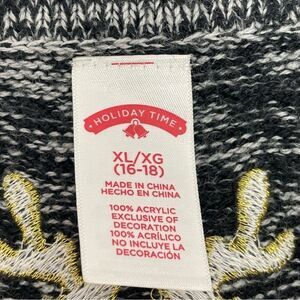 HOLIDAY TIME
XL/XG
(16-18)
MADE IN CHINA
HECHO EN CHINA
100% ACRYLIC
EXCLUSIVE OF
DECORATION
100% ACRÍLICO
NO INCLUYE LA
DECORACIÓN